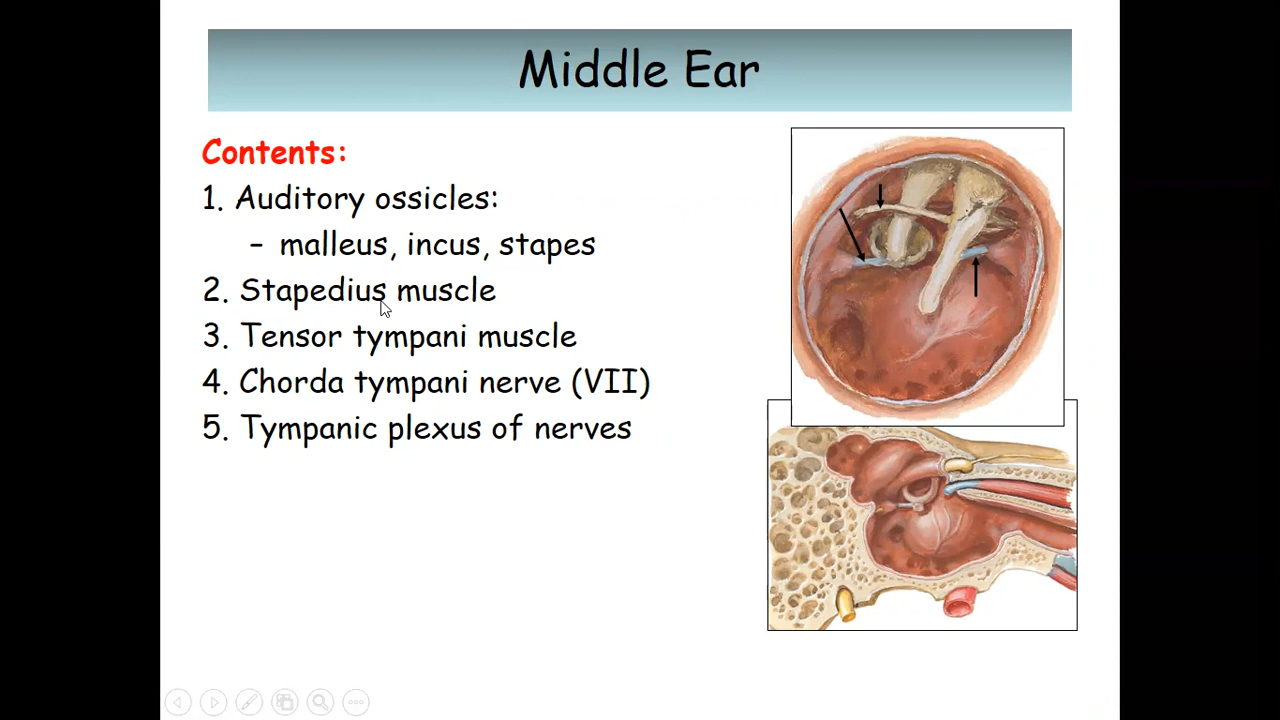 Middle Ear
Contents:
1. Auditory ossicles:
– malleus, incus, stapes
2. Stapedius muscle
3. Tensor tympani muscle
4. Chorda tympani nerve (VII)
5. Tympanic plexus of nerves